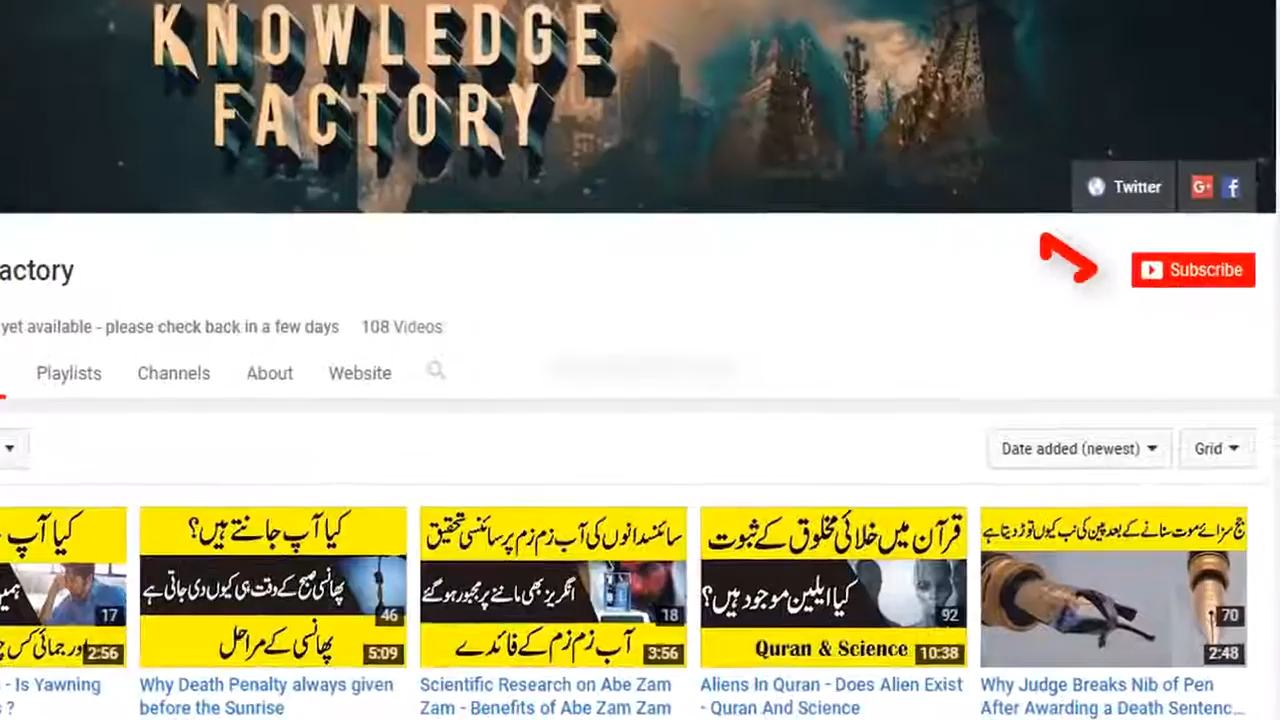 KNOWLEDGE
FACTORY
Twitter
actory
Subscribe
yet available - please check back in a few days 108 Videos
Playlists Channels About Website
Date added (newest) Grid
کیا آپ
17
2:56
- Is Yawning
?
کیا آپ جانتے ہیں؟
پھانسی صبح کے وقت ہی کیوں دی جاتی ہے
46
پھانسی کے مراحل
5:09
Why Death Penalty always given
before the Sunrise
سائنسدانوں کی آب زم زم پر سائنسی تحقیق
انگریز بھی ماننے پر مجبور ہو گئے
18
آب زم زم کے فائدے
3:56
Scientific Research on Abe Zam
Zam - Benefits of Abe Zam Zam
قرآن میں خلائی مخلوق کے ثبوت
کیا ایلین موجود ہیں؟
92
Quran & Science
10:38
Aliens In Quran - Does Alien Exist
- Quran And Science
جج سزائے موت سنانے کے بعد پین کی نب کیوں توڑ دیتا ہے
70
2:48
Why Judge Breaks Nib of Pen
After Awarding a Death Sentenc...